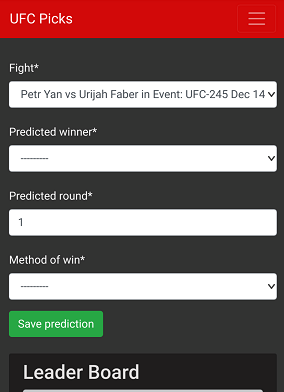 UFC Picks
Fight*
Petr Yan vs Urijah Faber in Event: UFC-245 Dec 14
Predicted winner*
---------
Predicted round*
1
Method of win*
---------
Save prediction
Leader Board